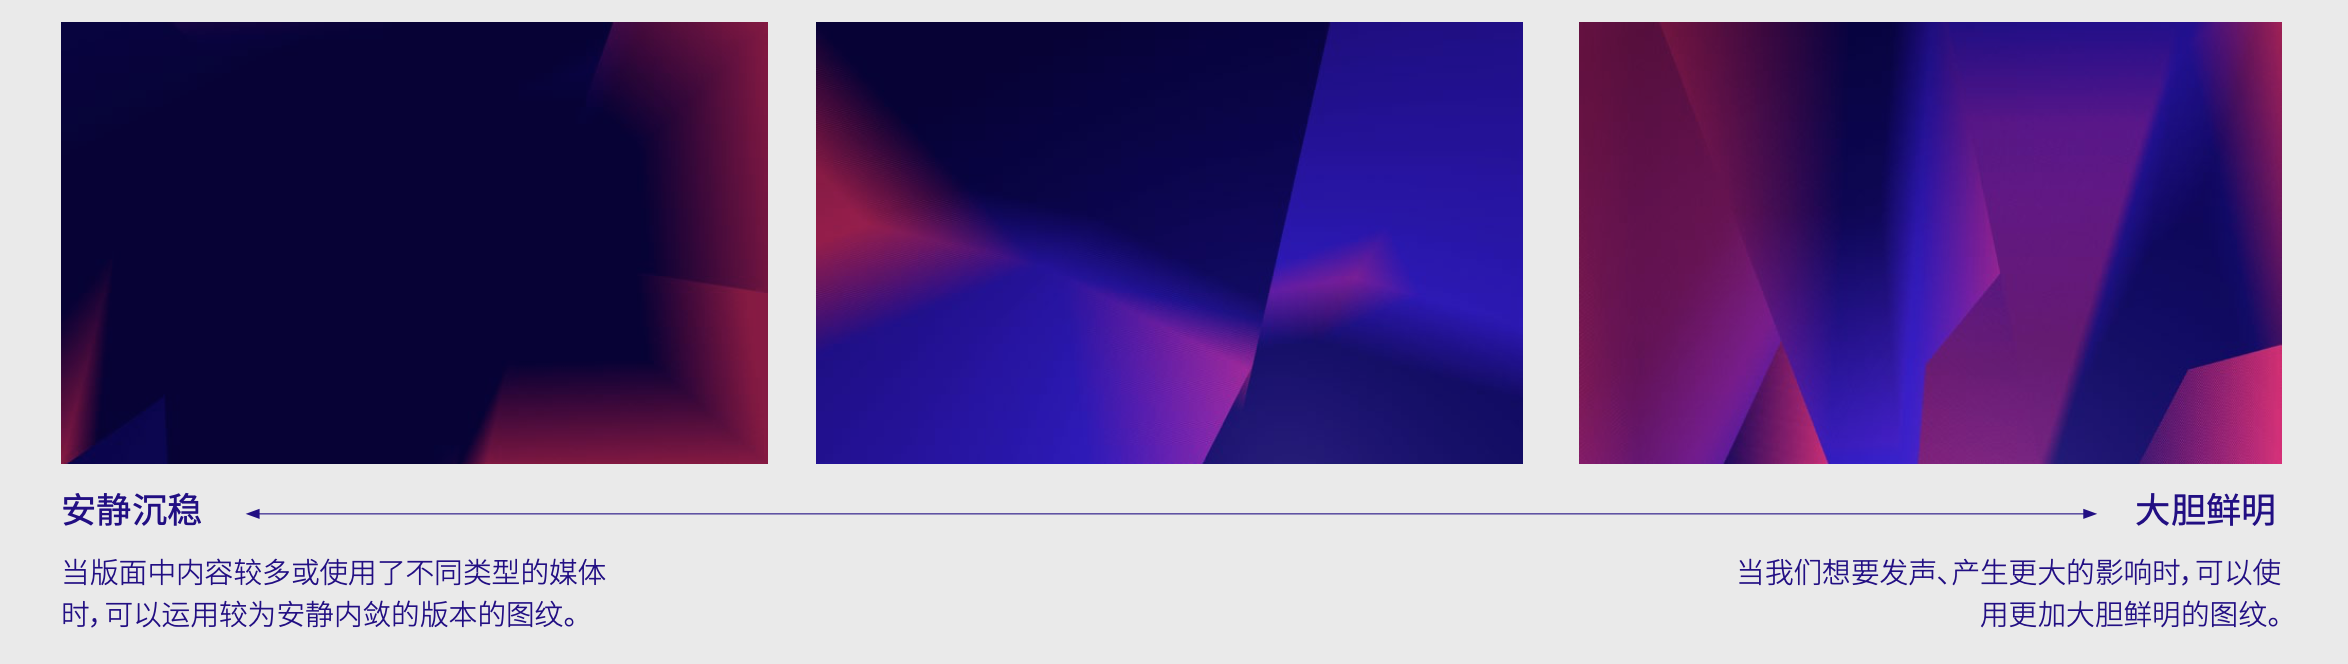 安静沉稳
大胆鲜明
当版面中内容较多或使用了不同类型的媒体
时，可以运用较为安静内敛的版本的图纹。
当我们想要发声、产生更大的影响时，可以使
用更加大胆鲜明的图纹。